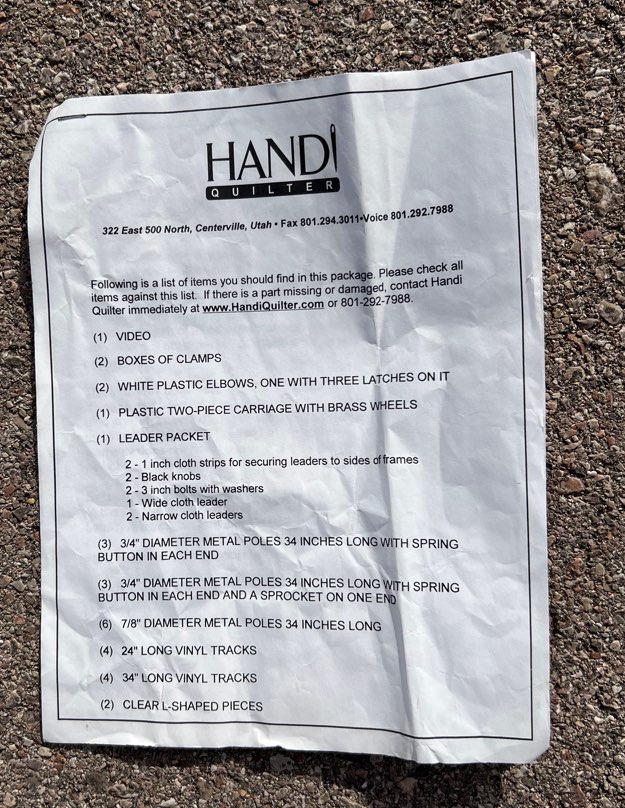 HANDI
QUILTER
322 East 500 North, Centerville, Utah • Fax 801.294.3011•Voice 801.292.7988
Following is a list of items you should find in this package. Please check all
items against this list. If there is a part missing or damaged, contact Handi
Quilter immediately at www.HandiQuilter.com or 801-292-7988.
(1) VIDEO
(2) BOXES OF CLAMPS
(2) WHITE PLASTIC ELBOWS, ONE WITH THREE LATCHES ON IT
(1) PLASTIC TWO-PIECE CARRIAGE WITH BRASS WHEELS
(1) LEADER PACKET
2 - 1 inch cloth strips for securing leaders to sides of frames
2 - Black knobs
2 - 3 inch bolts with washers
1 - Wide cloth leader
2 - Narrow cloth leaders
(3) 3/4" DIAMETER METAL POLES 34 INCHES LONG WITH SPRING
BUTTON IN EACH END
(3) 3/4" DIAMETER METAL POLES 34 INCHES LONG WITH SPRING
BUTTON IN EACH END AND A SPROCKET ON ONE END
(6) 7/8" DIAMETER METAL POLES 34 INCHES LONG
(4) 24" LONG VINYL TRACKS
(4) 34" LONG VINYL TRACKS
(2) CLEAR L-SHAPED PIECES